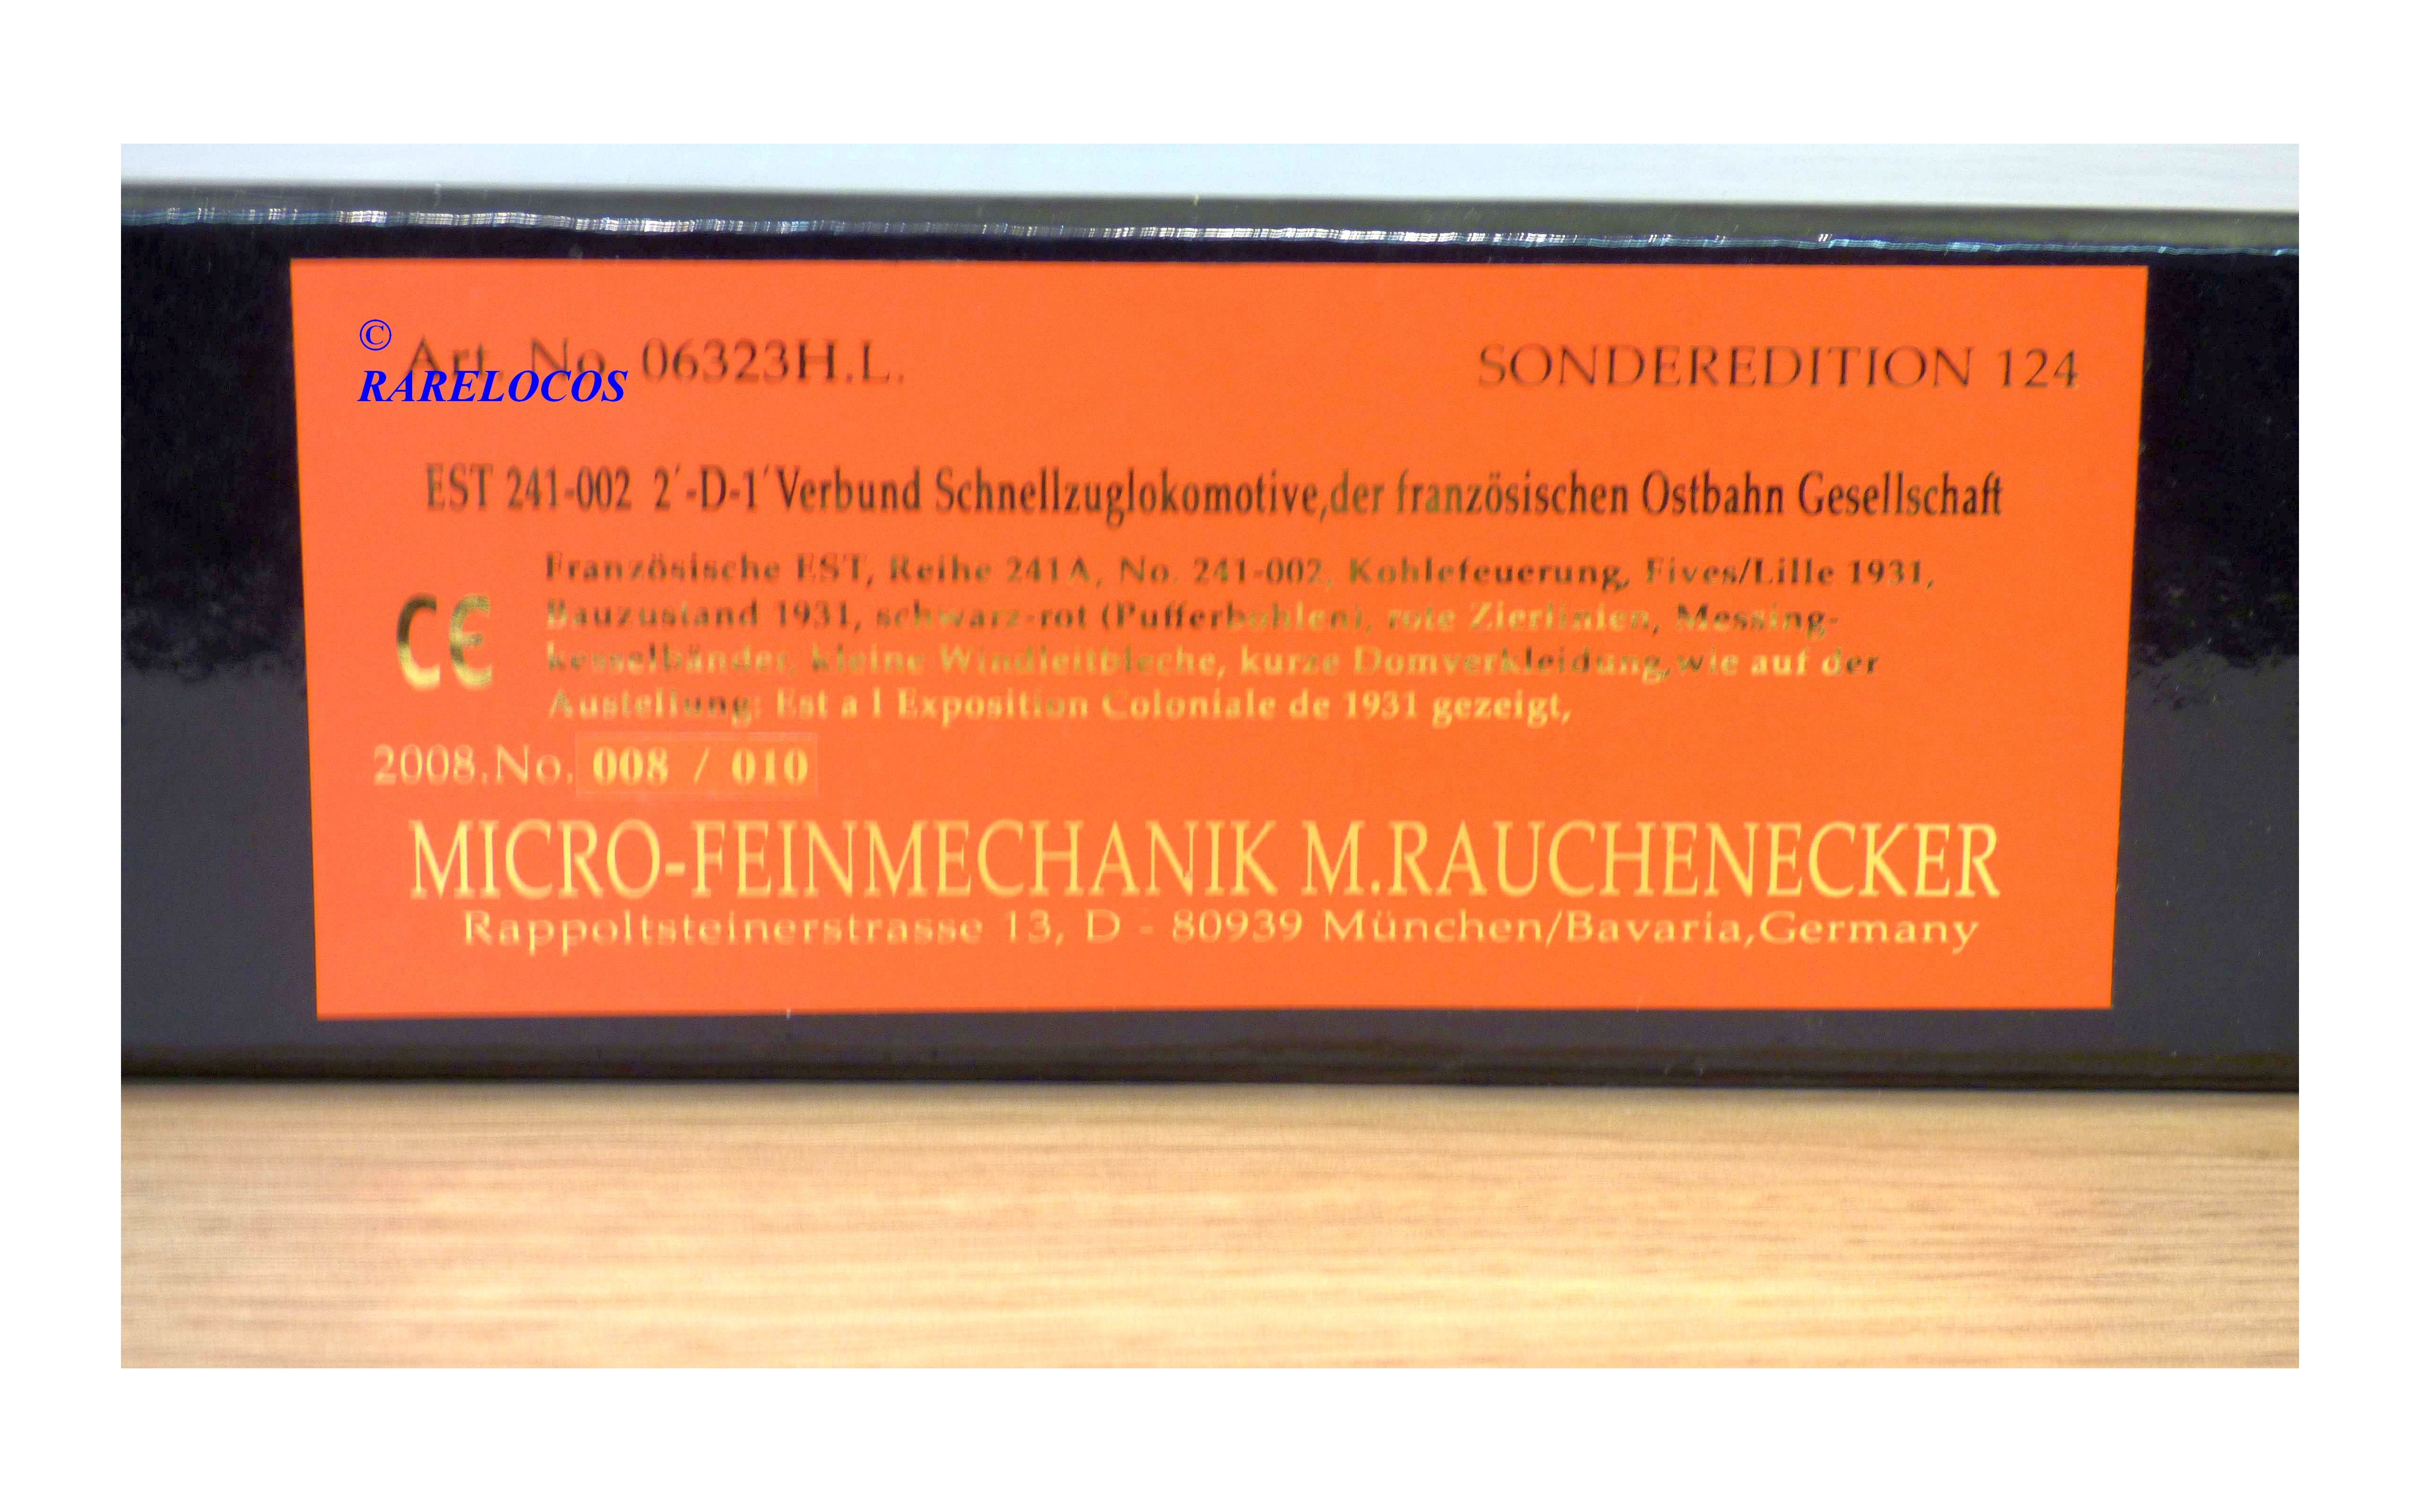 ©
Art. No. 06323H.L.
RARELOCOS
SONDEREDITION 124
EST 241-002 2´-D-1´Verbund Schnellzuglokomotive,der französischen Ostbahn Gesellschaft
Französische EST, Reihe 241A, No. 241-002, Kohlefeuerung, Fives/Lille 1931,
Bauzustand 1931, schwarz-rot (Pufferbohlen), rote Zierlinien, Messing-
kesselbänder, kleine Windleitbleche, kurze Domverkleidung,wie auf der
CE
Austellung: Est a l Exposition Coloniale de 1931 gezeigt,
2008.No. 008 / 010
MICRO-FEINMECHANIK M.RAUCHENECKER
Rappoltsteinerstrasse 13, D - 80939 München/Bavaria,Germany